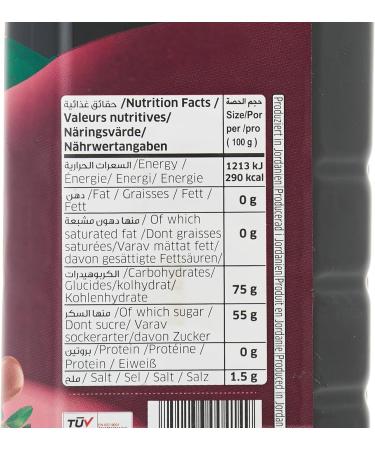 حقائق غذائية /Nutrition Facts /
Valeurs nutritives/
Näringsvärde/
Nährwertangaben
حجم الحصة
Size/Por
per /pro
( 100 g )
السعرات الحرارية /Energy /
Énergie/ Energi/ Energie
1213 kJ
290 kcal
دهن /Fat / Graisses / Fett /
Fett
0 g
منها دهون مشبعة / Of which
saturated fat /Dont graisses
saturées/Varav mättat fett/
davon gesättigte Fettsäuren/
0 g
الكربوهيدرات /Carbohydrates/
Glucides/kolhydrat/
Kohlenhydrate
75 g
منها السكر /Of which sugar /
Dont sucre/ Varav
sockerarter/davon Zucker
55 g
بروتين /Protein /Protéine /
Protein / Eiweiß
0 g
ملح / Salt / Sel / Salt / Salz
1.5 g
Produziert in Jordanien Producerad i Jordanien Produit en Jordanie Produced in Jordan
TÜV